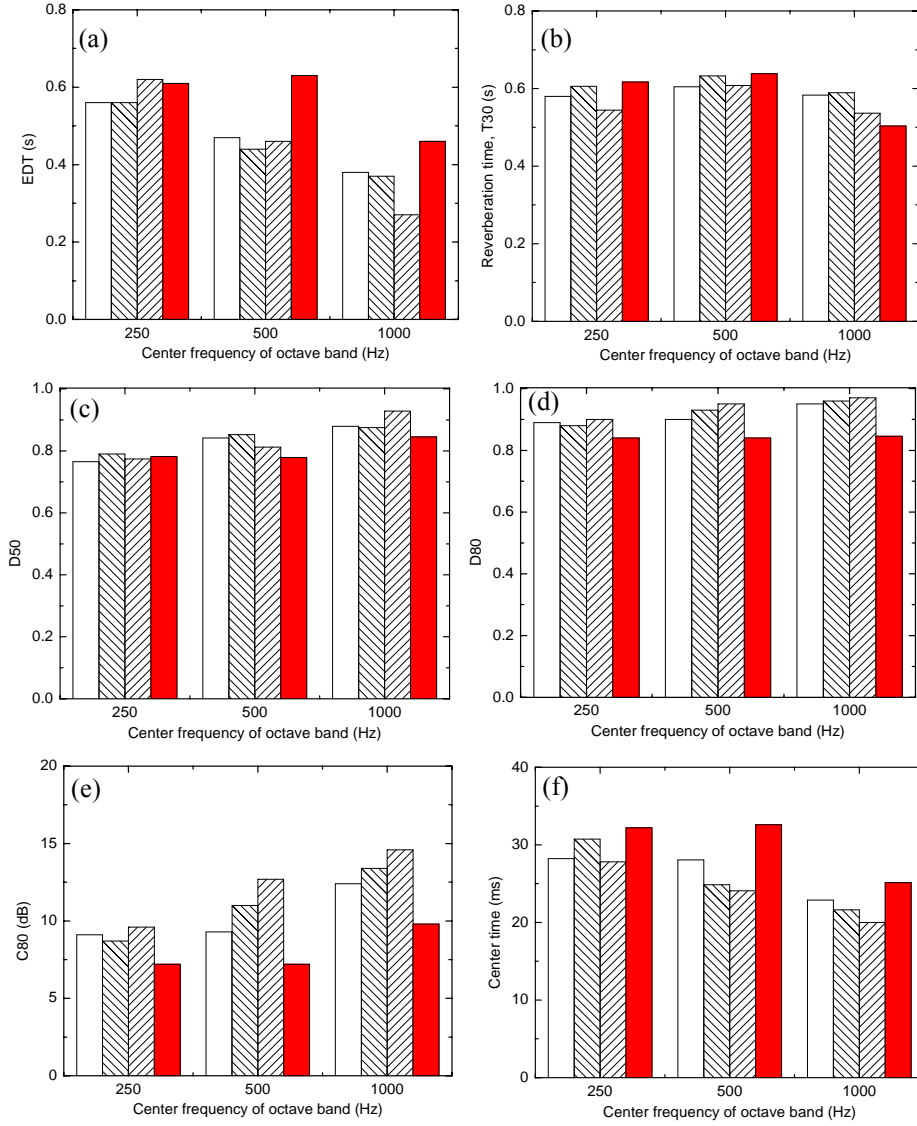 (a)
0.8
0.6
0.4
0.2
0.0
EDT (s)
250 500 1000
Center frequency of octave band (Hz)
(b)
0.8
0.6
0.4
0.2
0.0
Reverberation time, T30 (s)
250 500 1000
Center frequency of octave band (Hz)
(c)
1.0
0.8
0.6
0.4
0.2
0.0
D50
250 500 1000
Center frequency of octave band (Hz)
(d)
1.0
0.8
0.6
0.4
0.2
0.0
D80
250 500 1000
Center frequency of octave band (Hz)
(e)
20
15
10
5
0
C80 (dB)
250 500 1000
Center frequency of octave band (Hz)
(f)
40
30
20
10
0
Center time (ms)
250 500 1000
Center frequency of octave band (Hz)